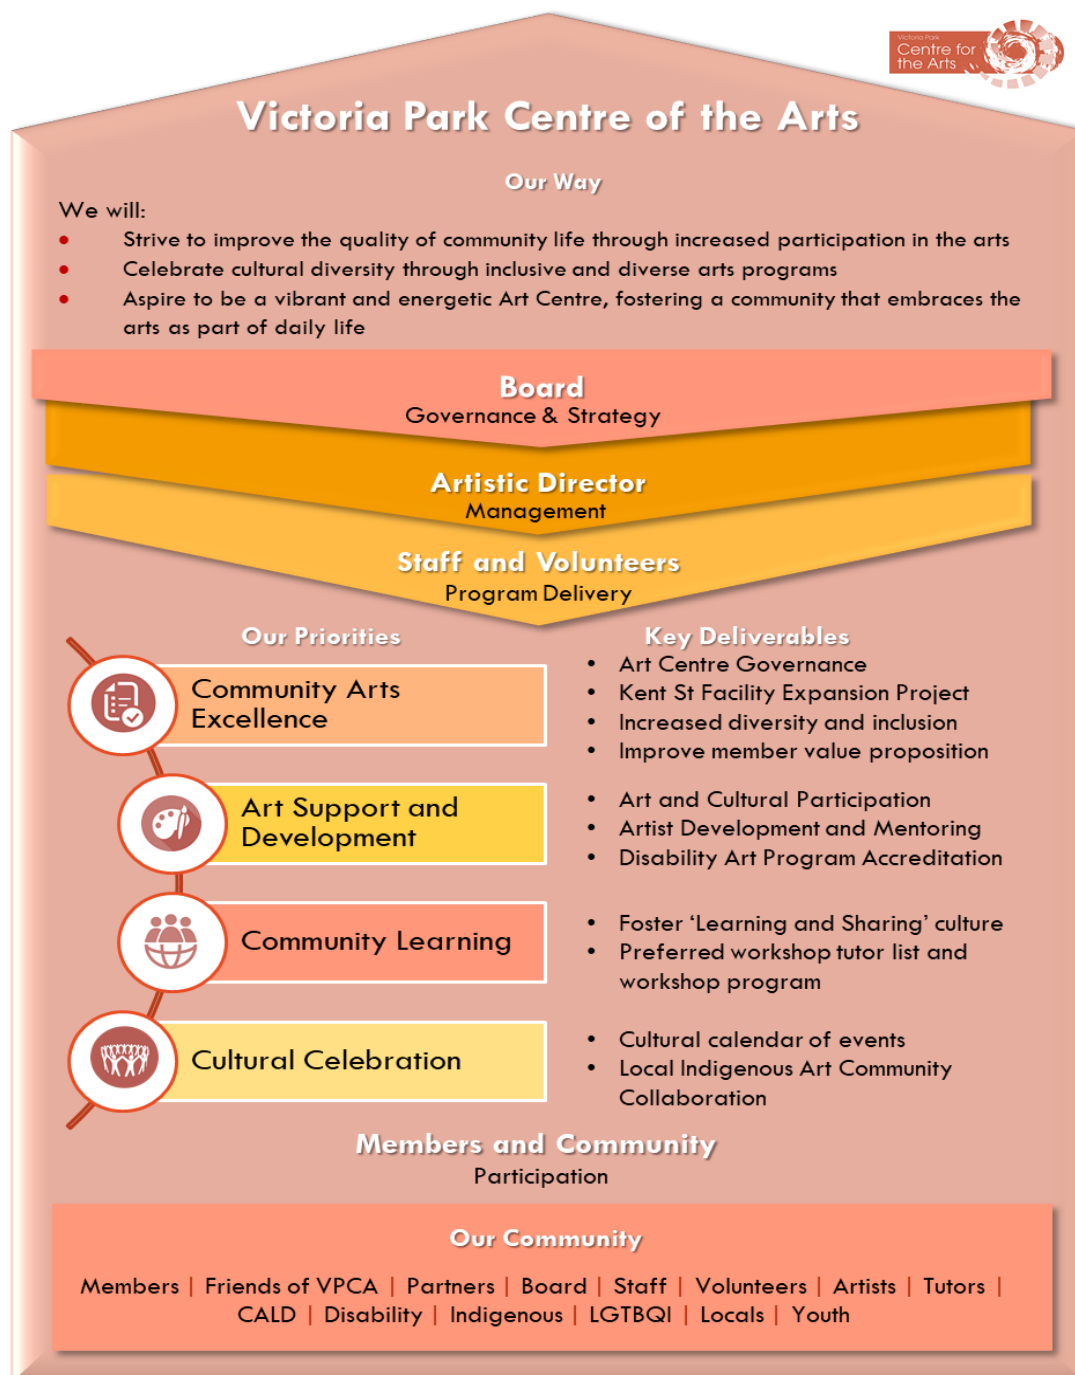 Victoria Park
Centre for
the Arts
Victoria Park Centre of the Arts
Our Way
We will:
• Strive to improve the quality of community life through increased participation in the arts
• Celebrate cultural diversity through inclusive and diverse arts programs
• Aspire to be a vibrant and energetic Art Centre, fostering a community that embraces the
arts as part of daily life
Board
Governance & Strategy
Artistic Director
Management
Staff and Volunteers
Program Delivery
Our Priorities
Community Arts
Excellence
Art Support and
Development
Community Learning
Cultural Celebration
Key Deliverables
• Art Centre Governance
• Kent St Facility Expansion Project
• Increased diversity and inclusion
• Improve member value proposition
• Art and Cultural Participation
• Artist Development and Mentoring
• Disability Art Program Accreditation
• Foster ‘Learning and Sharing’ culture
• Preferred workshop tutor list and
workshop program
• Cultural calendar of events
• Local Indigenous Art Community
Collaboration
Members and Community
Participation
Our Community
Members | Friends of VPCA | Partners | Board | Staff | Volunteers | Artists | Tutors |
CALD | Disability | Indigenous | LGTBQI | Locals | Youth